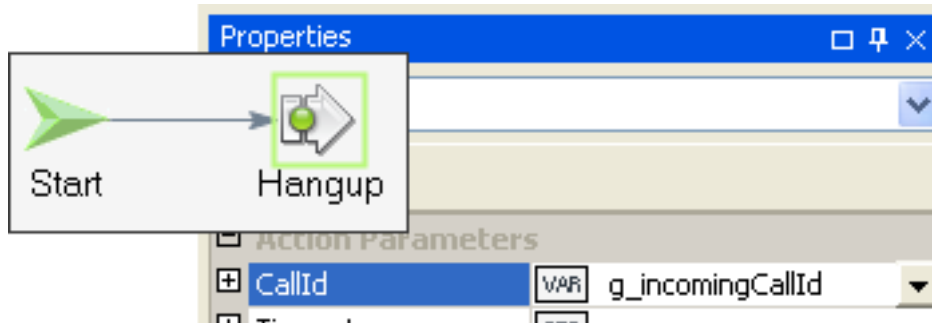 Properties
Start
Hangup
Action Parameters
CallId VAR g_incomingCallId